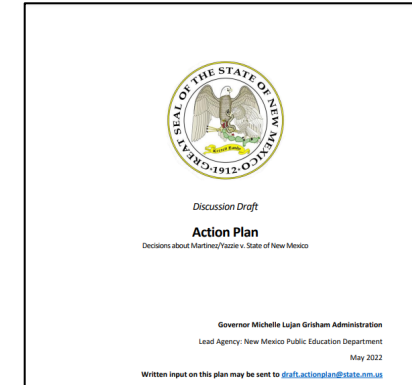 GREAT SEAL OF THE STATE OF NEW MEXICO
·1912·
Discussion Draft
Action Plan
Decisions about Martinez/Yazzie v. State of New Mexico
Governor Michelle Lujan Grisham Administration
Lead Agency: New Mexico Public Education Department
May 2022
Written input on this plan may be sent to draft.actionplan@state.nm.us